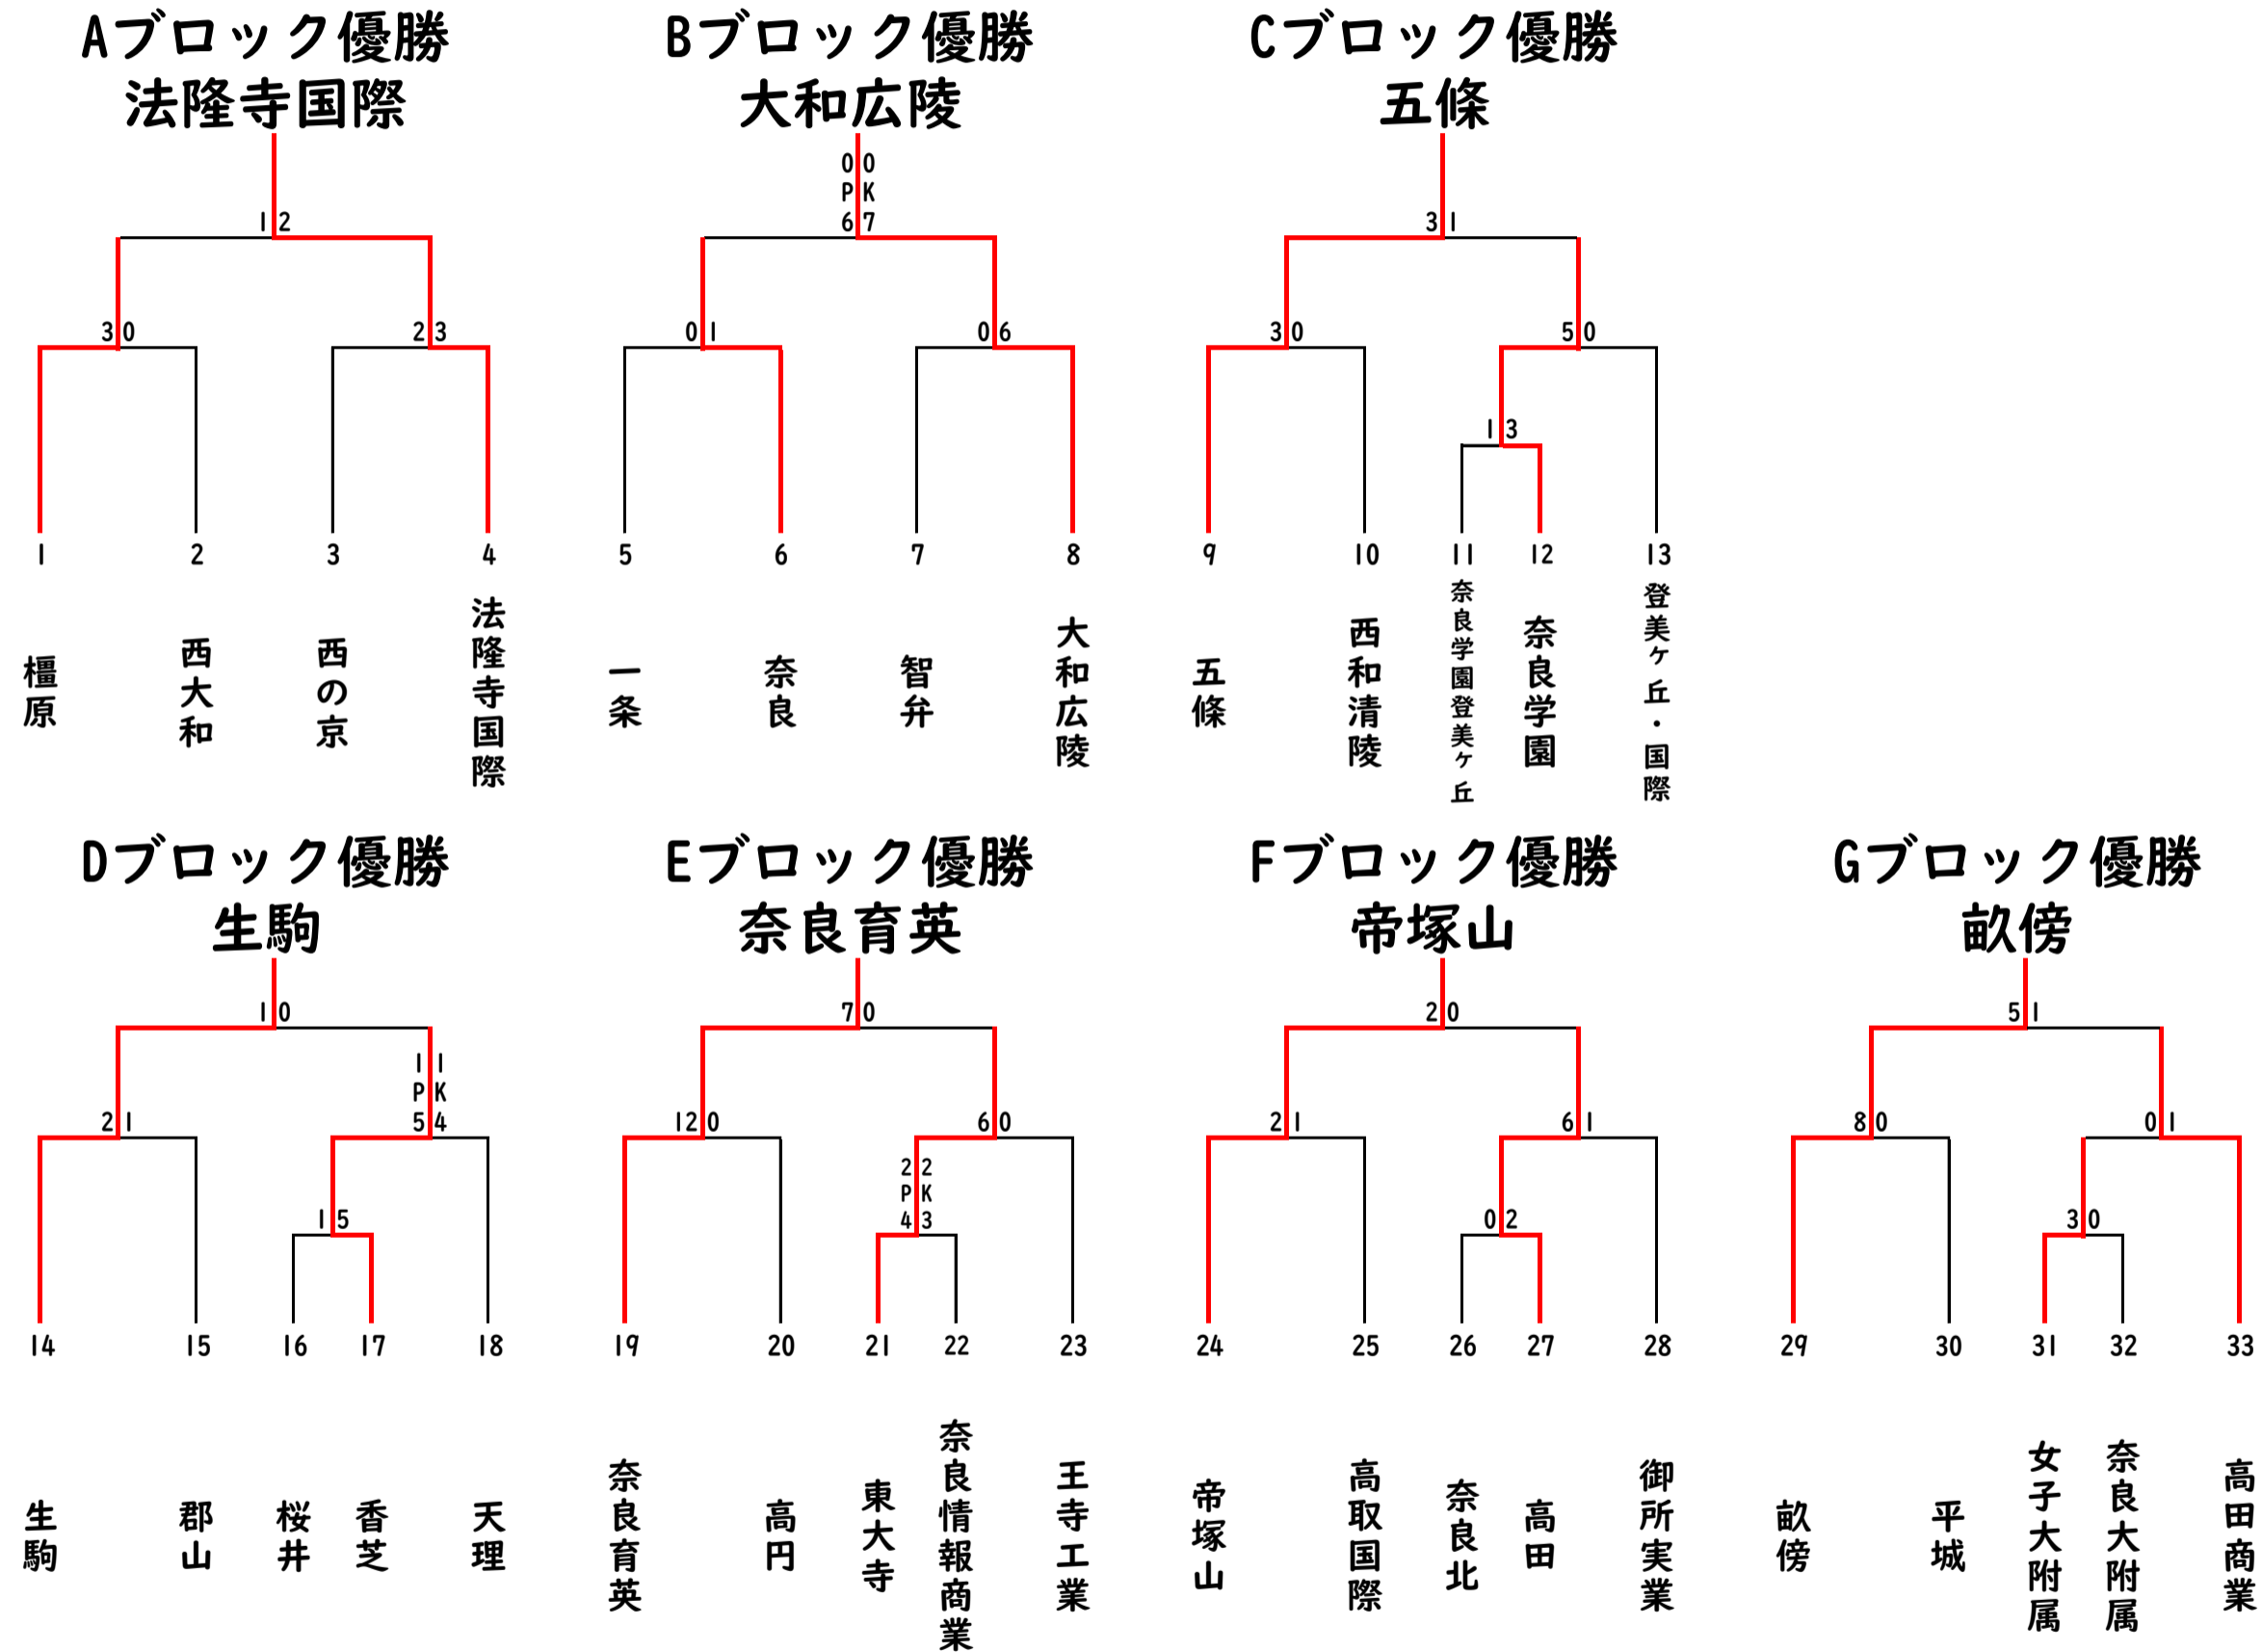 Aブロック優勝
法隆寺国際
Bブロック優勝
大和広陵
Cブロック優勝
五條
1 2
3 0
2 3
0 0
P K
6 7
0 1
0 6
3 1
3 0
5 0
1 3
1
2
3
4
5
6
7
8
9
10
11
12
13
橿原
西大和
西の京
法隆寺国際
一条
奈良
智弁
大和広陵
五條
西和清陵
奈良学園登美ヶ丘
奈良学園
登美ヶ丘・国際
Dブロック優勝
生駒
Eブロック優勝
奈良育英
Fブロック優勝
帝塚山
Gブロック優勝
畝傍
1 0
2 1
1 1
P K
5 4
1 5
7 0
12 0
6 0
2 2
P K
4 3
2 0
2 1
6 1
0 2
5 1
8 0
0 1
3 0
14
15
16
17
18
19
20
21
22
23
24
25
26
27
28
29
30
31
32
33
生駒
郡山
桜井
香芝
天理
奈良育英
高円
東大寺
奈良情報商業
王寺工業
帝塚山
高取国際
奈良北
高田
御所実業
畝傍
平城
女子大附属
奈良大附属
高田商業